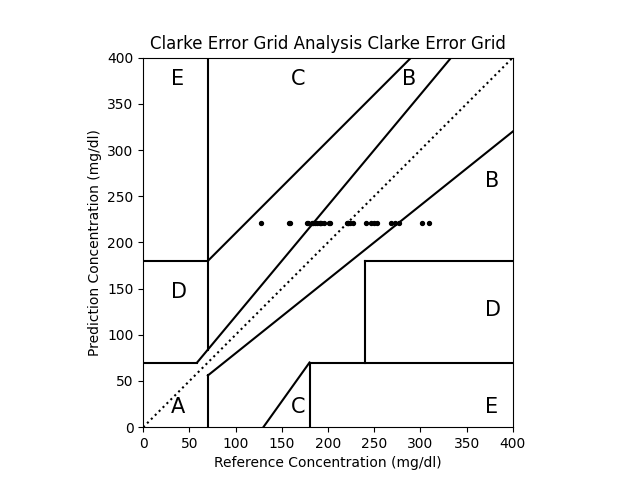 Clarke Error Grid Analysis Clarke Error Grid
400
350
300
250
200
150
100
50
0
Prediction Concentration (mg/dl)
E
C
B
B
D
D
A
C
E
0 50 100 150 200 250 300 350 400
Reference Concentration (mg/dl)